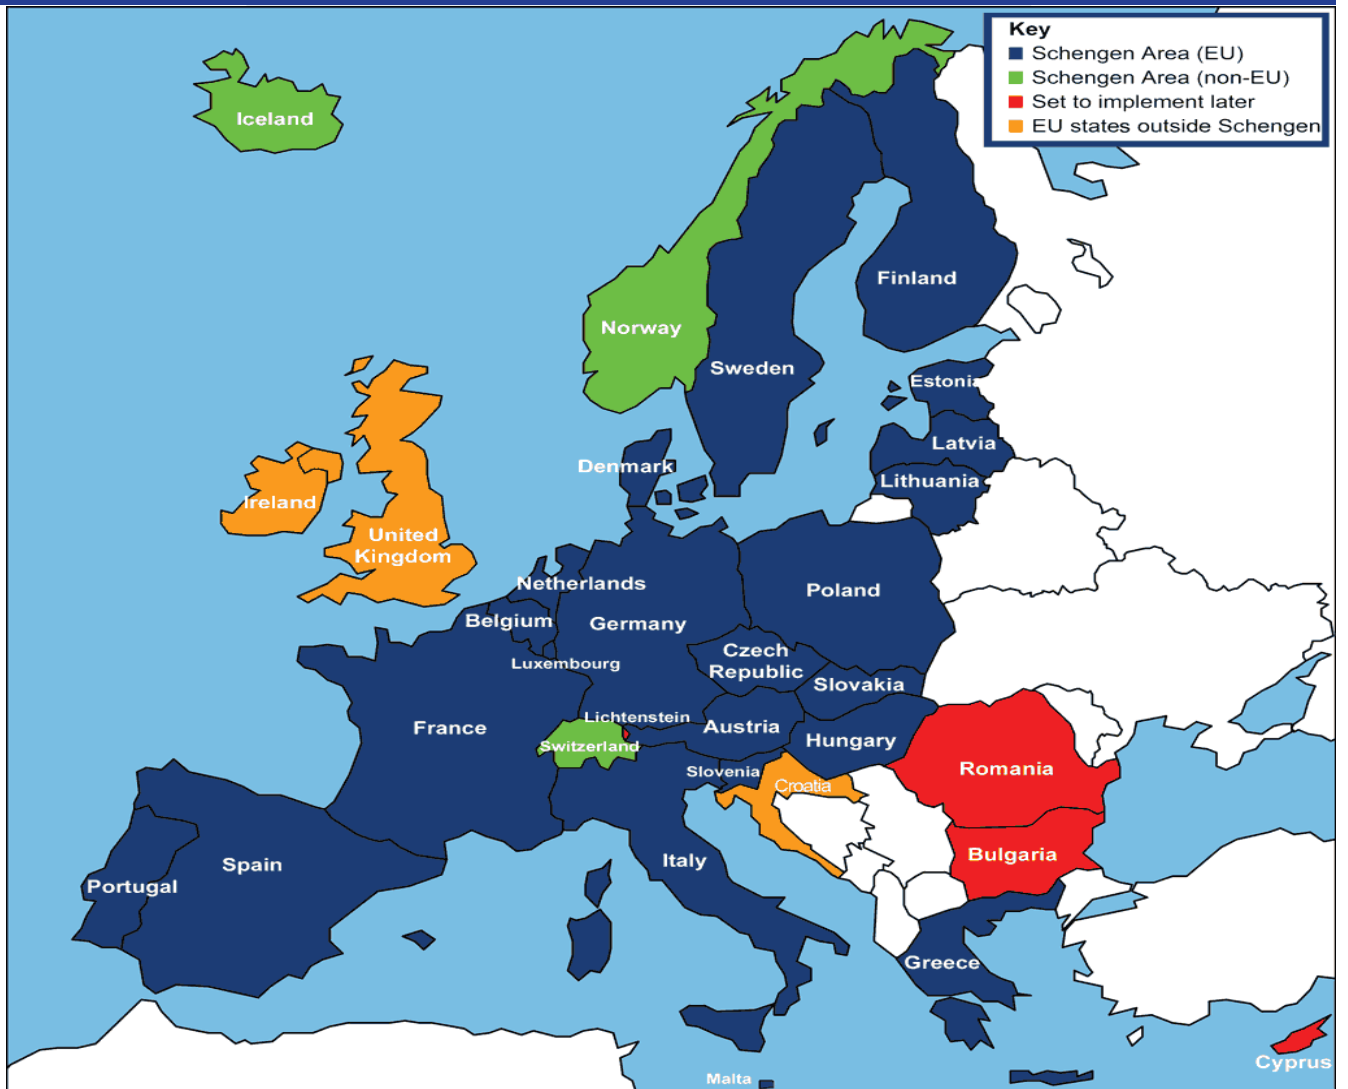 Key
Schengen Area (EU)
Schengen Area (non-EU)
Set to implement later
EU states outside Schengen
Iceland
Finland
Norway
Sweden
Estonia
Latvia
Denmark
Lithuania
Ireland
United
Kingdom
Netherlands
Poland
Belgium
Germany
Czech
Republic
Luxembourg
Slovakia
Lichtenstein
France
Austria
Hungary
Switzerland
Romania
Slovenia
Croatia
Bulgaria
Spain
Italy
Portugal
Greece
Cyprus
Malta